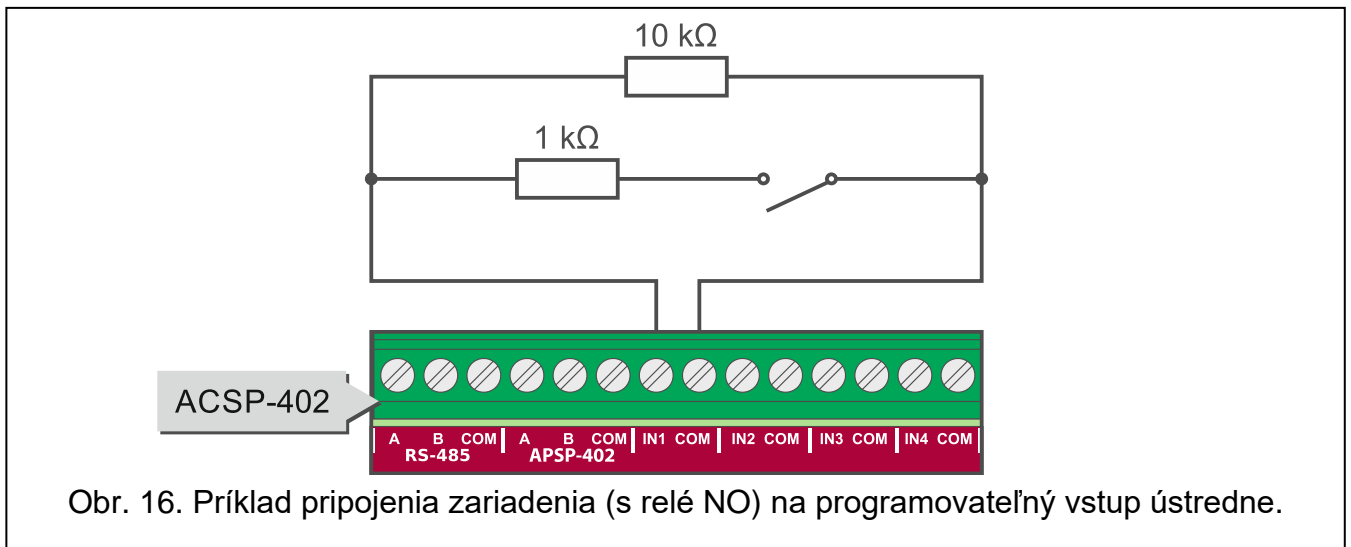 10 kΩ
1 kΩ
ACSP-402
A B COM A B COM IN1 COM IN2 COM IN3 COM IN4 COM
RS-485 APSP-402
Obr. 16. Príklad pripojenia zariadenia (s relé NO) na programovateľný vstup ústredne.